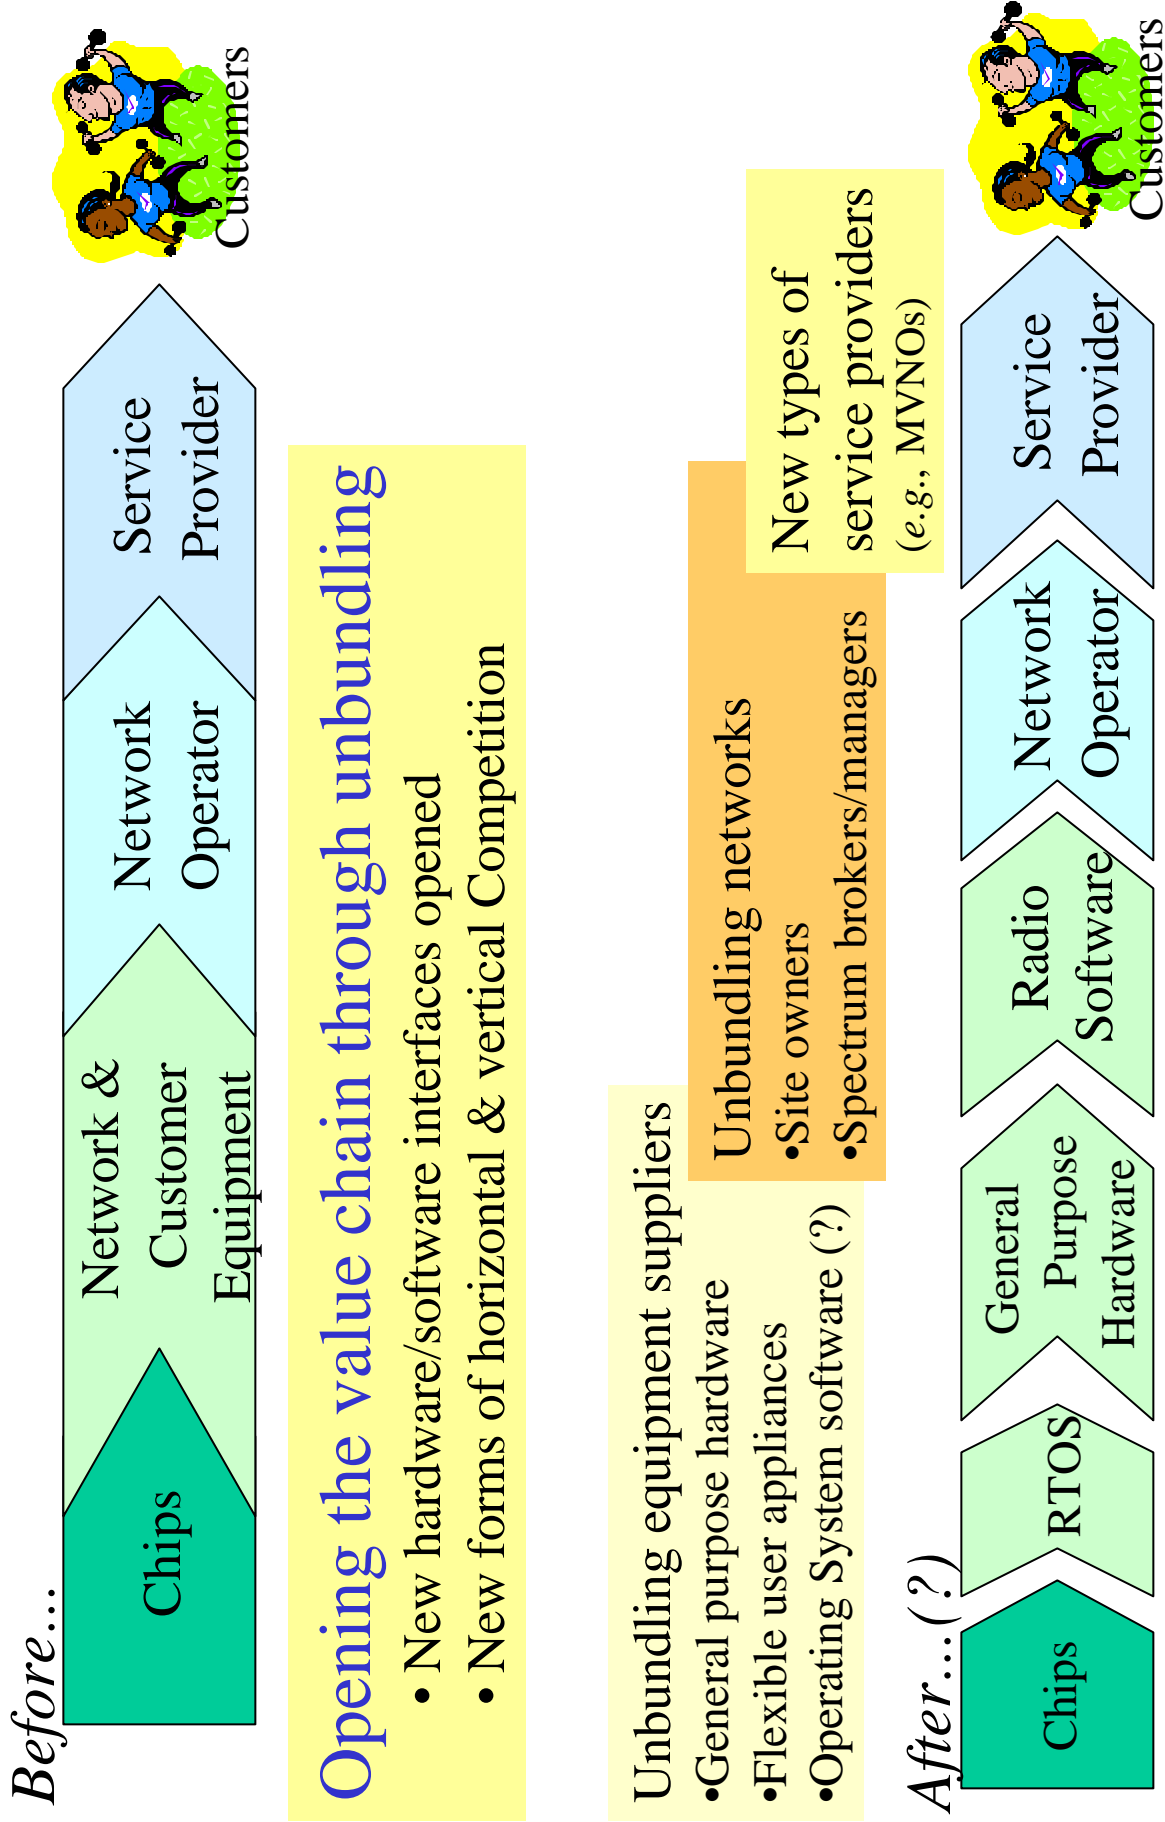 Before...
Chips
Network &
Customer
Equipment
Network
Operator
Service
Provider
Customers
Opening the value chain through unbundling
• New hardware/software interfaces opened
• New forms of horizontal & vertical Competition
Unbundling equipment suppliers
•General purpose hardware
•Flexible user appliances
•Operating System software (?)
Unbundling networks
•Site owners
•Spectrum brokers/managers
New types of
service providers
(e.g., MVNOs)
After....(?)
Chips
RTOS
General
Purpose
Hardware
Radio
Software
Network
Operator
Service
Provider
Customers